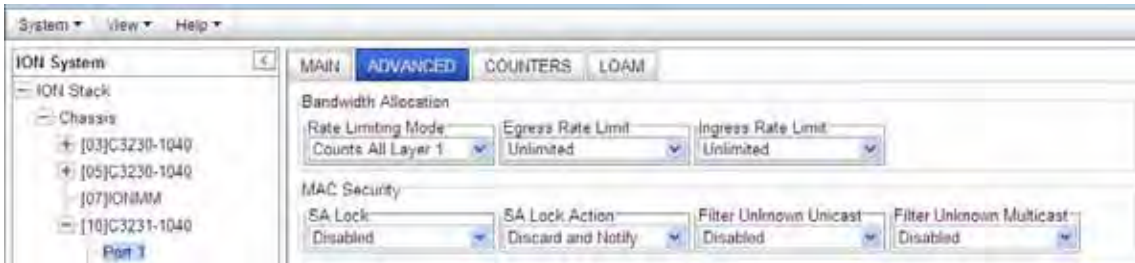 System View Help
ION System
MAIN ADVANCED COUNTERS LOAM
ION Stack
Chassis
[03]C3230-1040
[05]C3230-1040
[07]IONMM
[10]C3231-1040
Port 1
Bandwidth Allocation
Rate Limiting Mode Egress Rate Limit Ingress Rate Limit
Counts All Layer 1 Unlimited Unlimited
MAC Security
SA Lock SA Lock Action Filter Unknown Unicast Filter Unknown Multicast
Disabled Discard and Notify Disabled Disabled